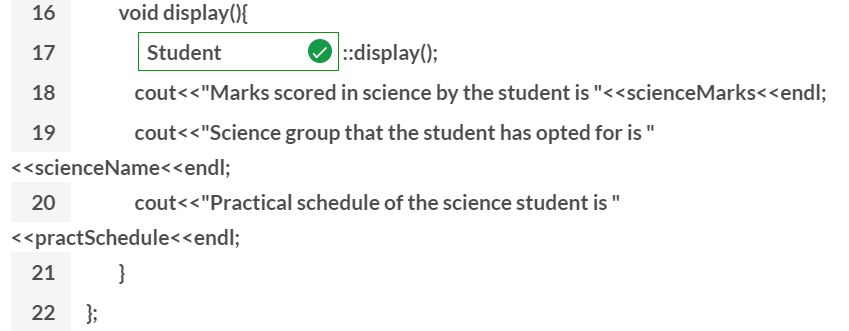 16 void display(){
17 Student ::display();
18 cout<<"Marks scored in science by the student is "<<scienceMarks<<endl;
19 cout<<"Science group that the student has opted for is "
<<scienceName<<endl;
20 cout<<"Practical schedule of the science student is "
<<practSchedule<<endl;
21 }
22 };